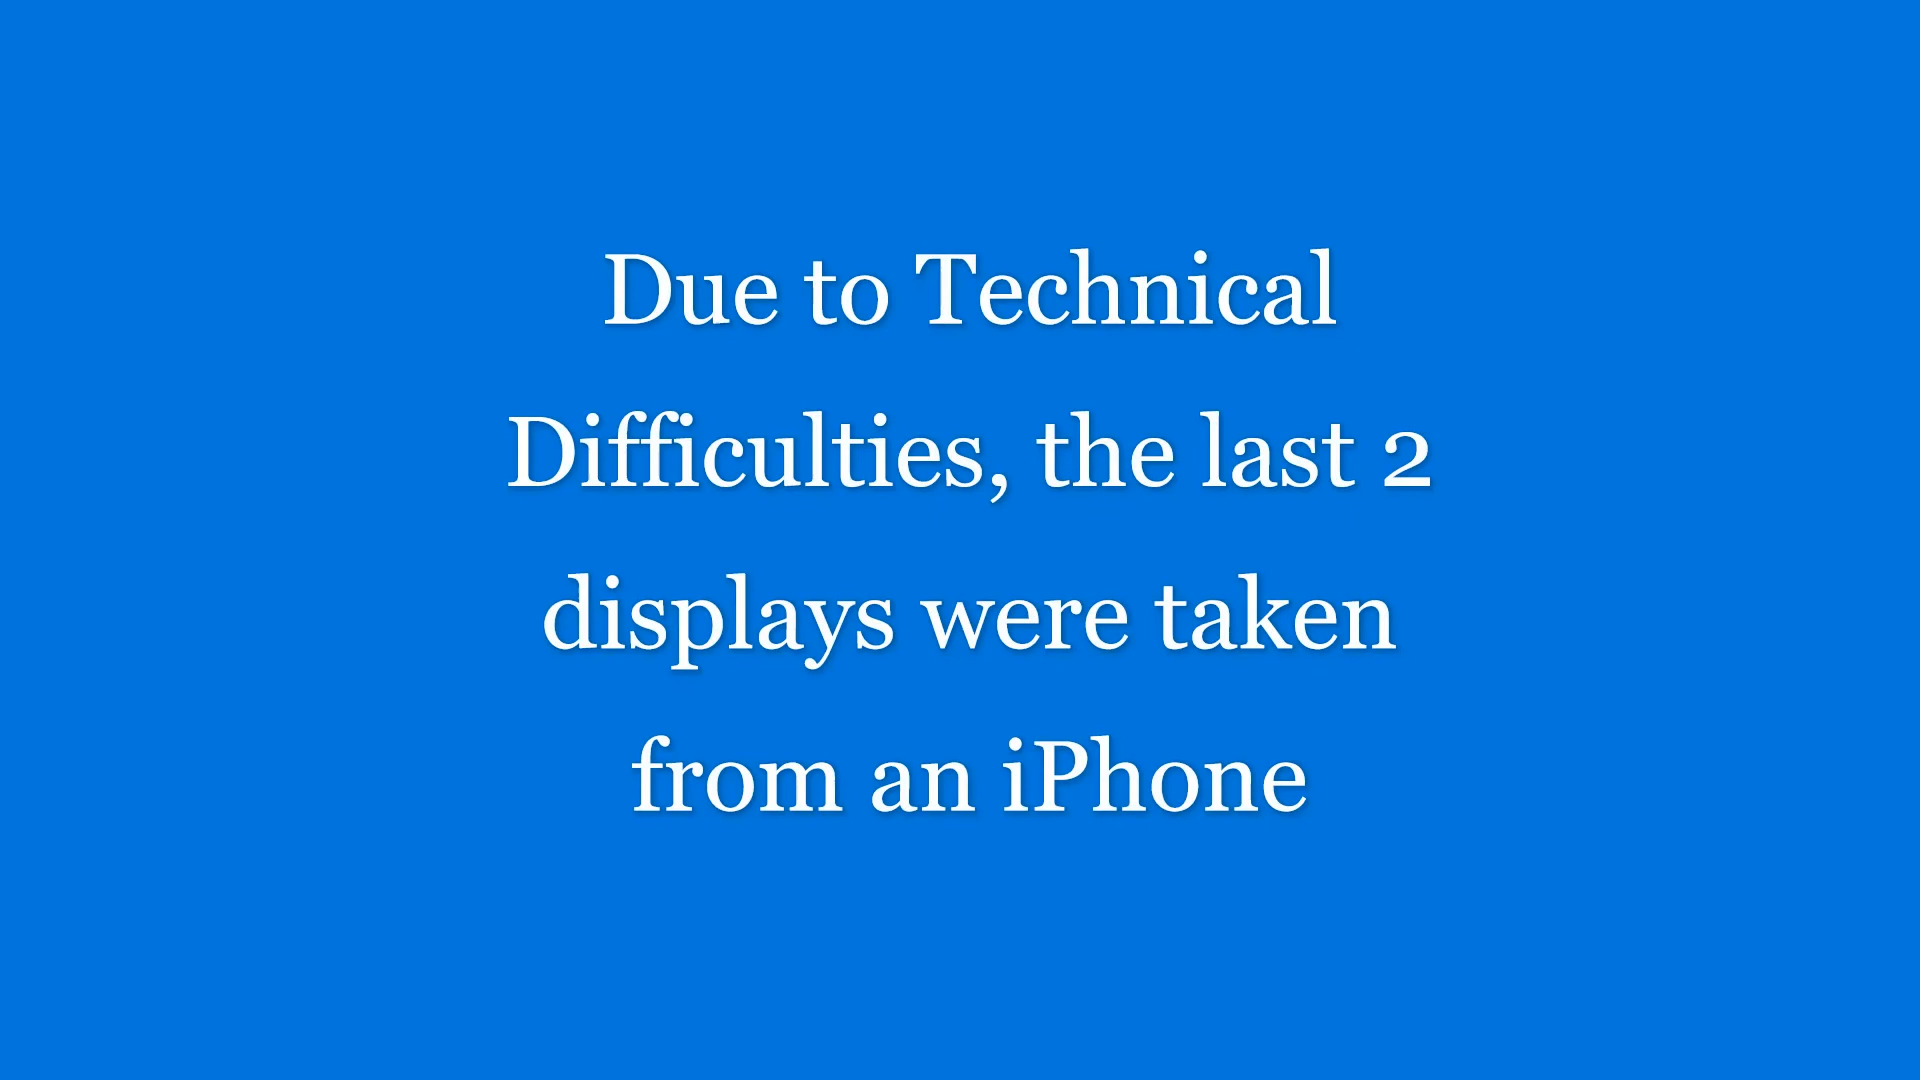 Due to Technical
Difficulties, the last 2
displays were taken
from an iPhone